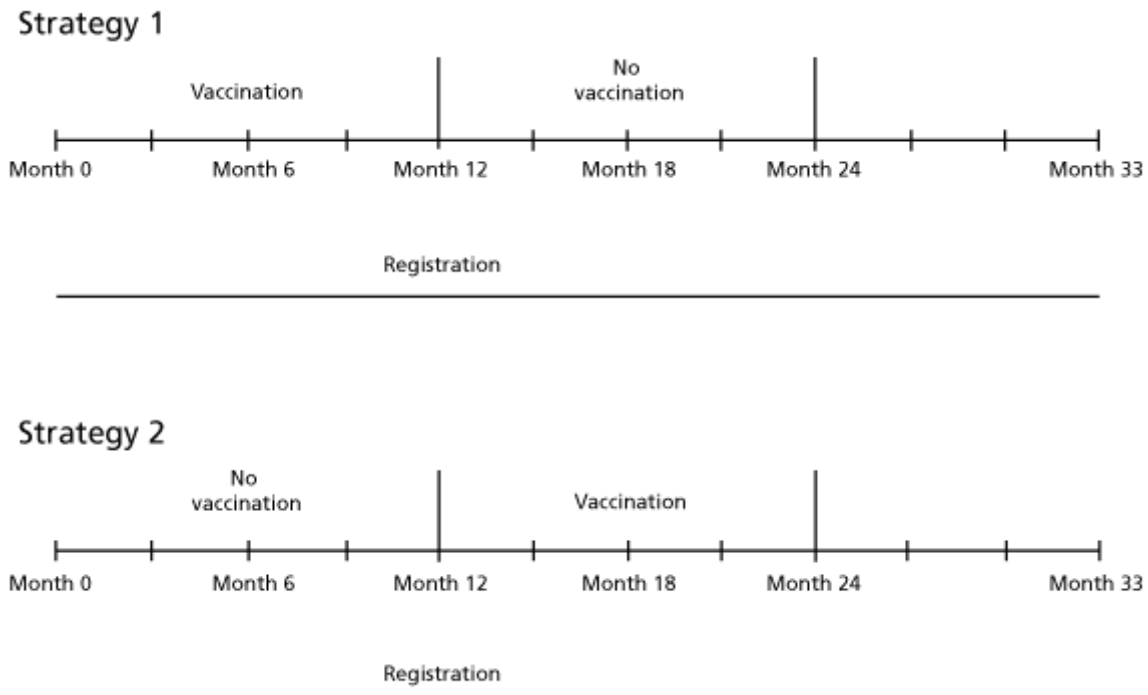 Strategy 1
Vaccination
No
vaccination
Month 0 Month 6 Month 12 Month 18 Month 24 Month 33
Registration
Strategy 2
No
vaccination
Vaccination
Month 0 Month 6 Month 12 Month 18 Month 24 Month 33
Registration